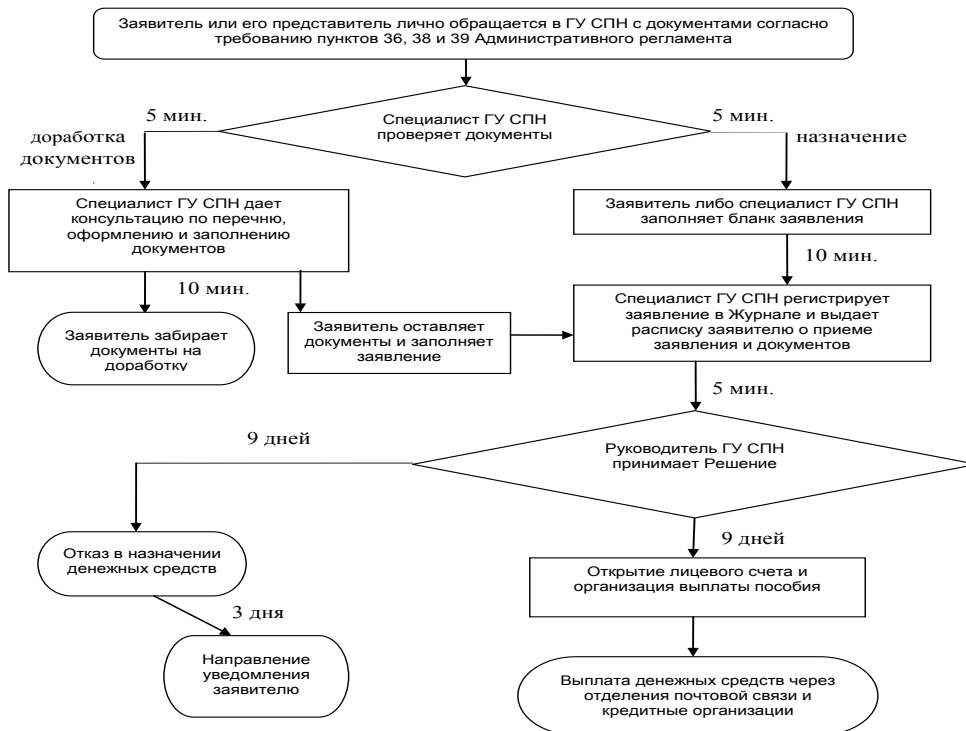 Заявитель или его представитель лично обращается в ГУ СПН с документами согласно
требованию пунктов 36, 38 и 39 Административного регламента
5 мин.
5 мин.
Специалист ГУ СПН
проверяет документы
доработка
документов
назначение
Специалист ГУ СПН дает
консультацию по перечню,
оформлению и заполнению
документов
Заявитель либо специалист ГУ СПН
заполняет бланк заявления
10 мин.
10 мин.
Заявитель забирает
документы на
доработку
Заявитель оставляет
документы и заполняет
заявление
Специалист ГУ СПН регистрирует
заявление в Журнале и выдает
расписку заявителю о приеме
заявления и документов
5 мин.
9 дней
Руководитель ГУ СПН
принимает Решение
9 дней
Отказ в назначении
денежных средств
Открытие лицевого счета и
организация выплаты пособия
3 дня
Направление
уведомления
заявителю
Выплата денежных средств через
отделения почтовой связи и
кредитные организации